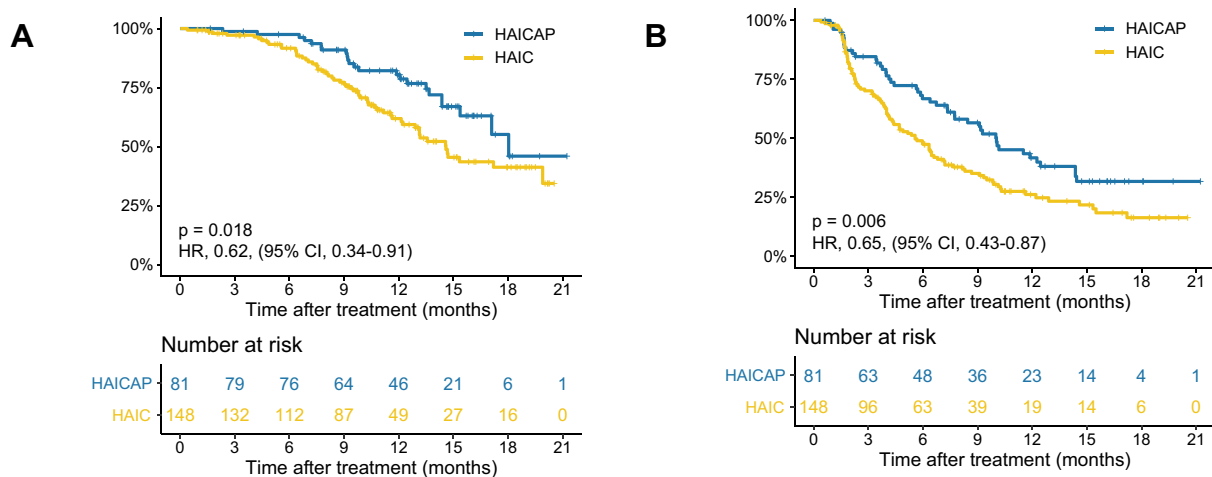 A
100%
75%
50%
25%
0%
HAICAP
HAIC
p = 0.018
HR, 0.62, (95% CI, 0.34-0.91)
0 3 6 9 12 15 18 21
Time after treatment (months)
Number at risk
HAICAP 81 79 76 64 46 21 6 1
HAIC 148 132 112 87 49 27 16 0
0 3 6 9 12 15 18 21
Time after treatment (months)
B
100%
75%
50%
25%
0%
HAICAP
HAIC
p = 0.006
HR, 0.65, (95% CI, 0.43-0.87)
0 3 6 9 12 15 18 21
Time after treatment (months)
Number at risk
HAICAP 81 63 48 36 23 14 4 1
HAIC 148 96 63 39 19 14 6 0
0 3 6 9 12 15 18 21
Time after treatment (months)